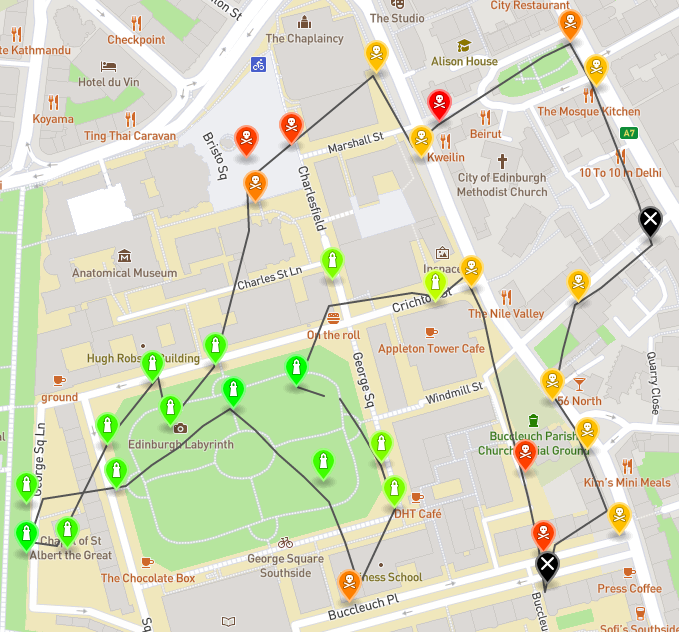 City Restaurant
The Studio
The Chaplaincy
Checkpoint
Kathmandu
Alison House
Hotel du Vin
Koyama
Ting Thai Caravan
The Mosque Kitchen
Beirut
A7
Marshall St
Bristo Sq
Kweilin
City of Edinburgh
Methodist Church
10 To 10 In Delhi
Charlesfield
Anatomical Museum
Charles St Ln
Crichton St
The Nile Valley
On the roll
Appleton Tower Cafe
Hugh Robson Building
George Sq
Windmill St
Quarry Close
ground
56 North
Edinburgh Labyrinth
Buccleuch Parish
Church Burial Ground
George Sq Ln
Kim's Mini Meals
DHT Café
Chapel of St
Albert the Great
George Square
Southside
The Chocolate Box
Buccleuch Pl
Press Coffee
Sq
Sofi's Southside